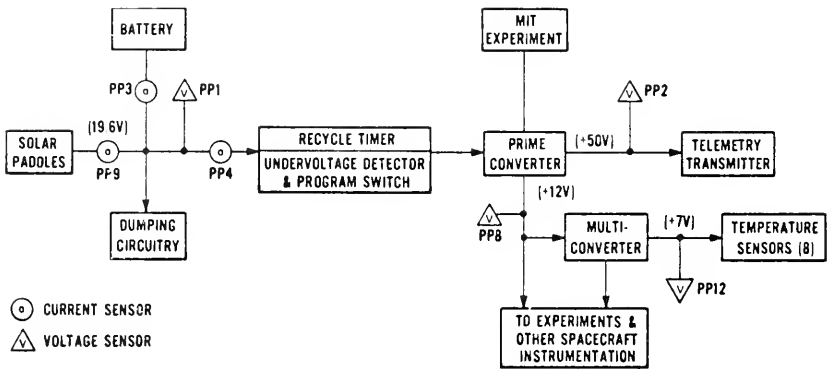 BATTERY
MIT
EXPERIMENT
PP3
a
V
PP1
V
PP2
(19.6V)
SOLAR
PADDLES
a
PP9
a
PP4
RECYCLE TIMER
UNDERVOLTAGE DETECTOR
& PROGRAM SWITCH
PRIME
CONVERTER
(+50V)
TELEMETRY
TRANSMITTER
(+12V)
DUMPING
CIRCUITRY
V
PP8
MULTI-
CONVERTER
(+7V)
TEMPERATURE
SENSORS (8)
V
PP12
a CURRENT SENSOR
V VOLTAGE SENSOR
TO EXPERIMENTS &
OTHER SPACECRAFT
INSTRUMENTATION